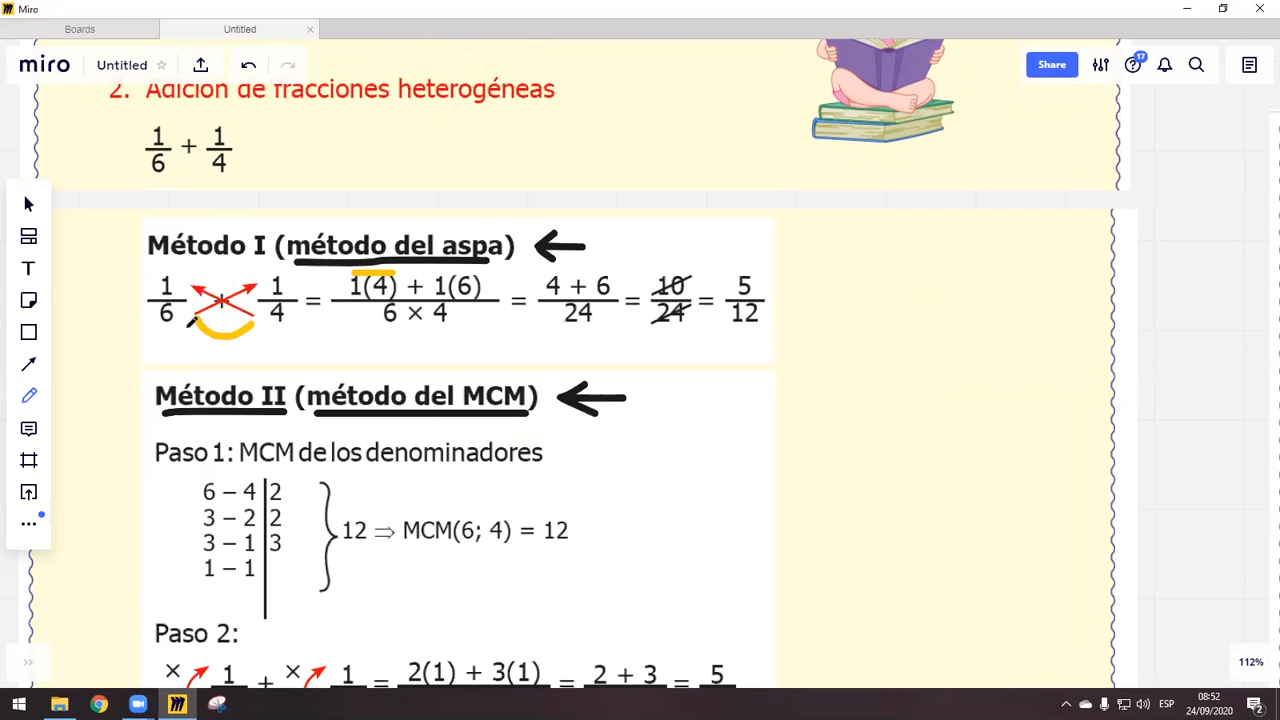 Miro
Boards
Untitled
miro
Untitled
Share
17
2. Adición de fracciones heterogéneas
1/6 + 1/4
Método I (método del aspa)
1/6 + 1/4 = 1(4) + 1(6) / 6 × 4 = 4 + 6 / 24 = 10/24 = 5/12
Método II (método del MCM)
Paso 1: MCM de los denominadores
6 – 4 | 2
3 – 2 | 2
3 – 1 | 3
1 – 1
12 ⇒ MCM(6; 4) = 12
Paso 2:
× 1 + × 1 = 2(1) + 3(1) = 2 + 3 = 5
112%
ESP
08:52
24/09/2020
2